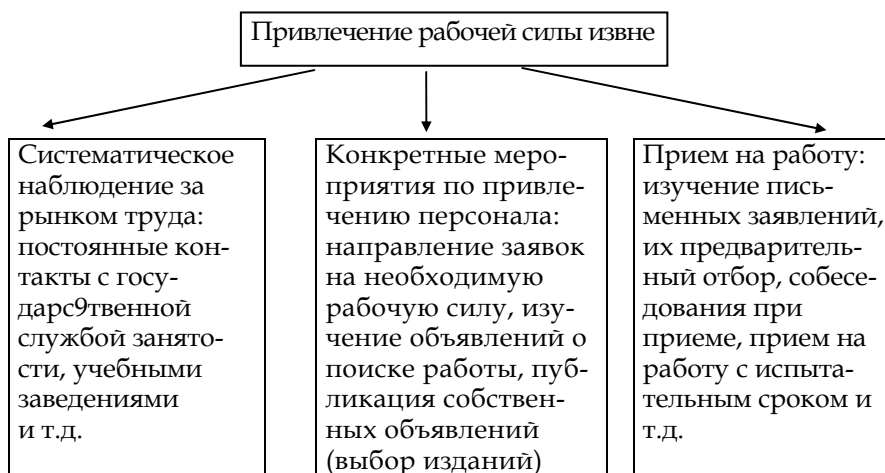 Привлечение рабочей силы извне
Систематическое
наблюдение за
рынком труда:
постоянные кон-
такты с госу-
дарс9твенной
службой занято-
сти, учебными
заведениями
и т.д.
Конкретные меро-
приятия по привле-
чению персонала:
направление заявок
на необходимую
рабочую силу, изу-
чение объявлений о
поиске работы, пуб-
ликация собствен-
ных объявлений
(выбор изданий)
Прием на работу:
изучение пись-
менных заявлений,
их предваритель-
ный отбор, собесе-
дования при
приеме, прием на
работу с испыта-
тельным сроком и
т.д.